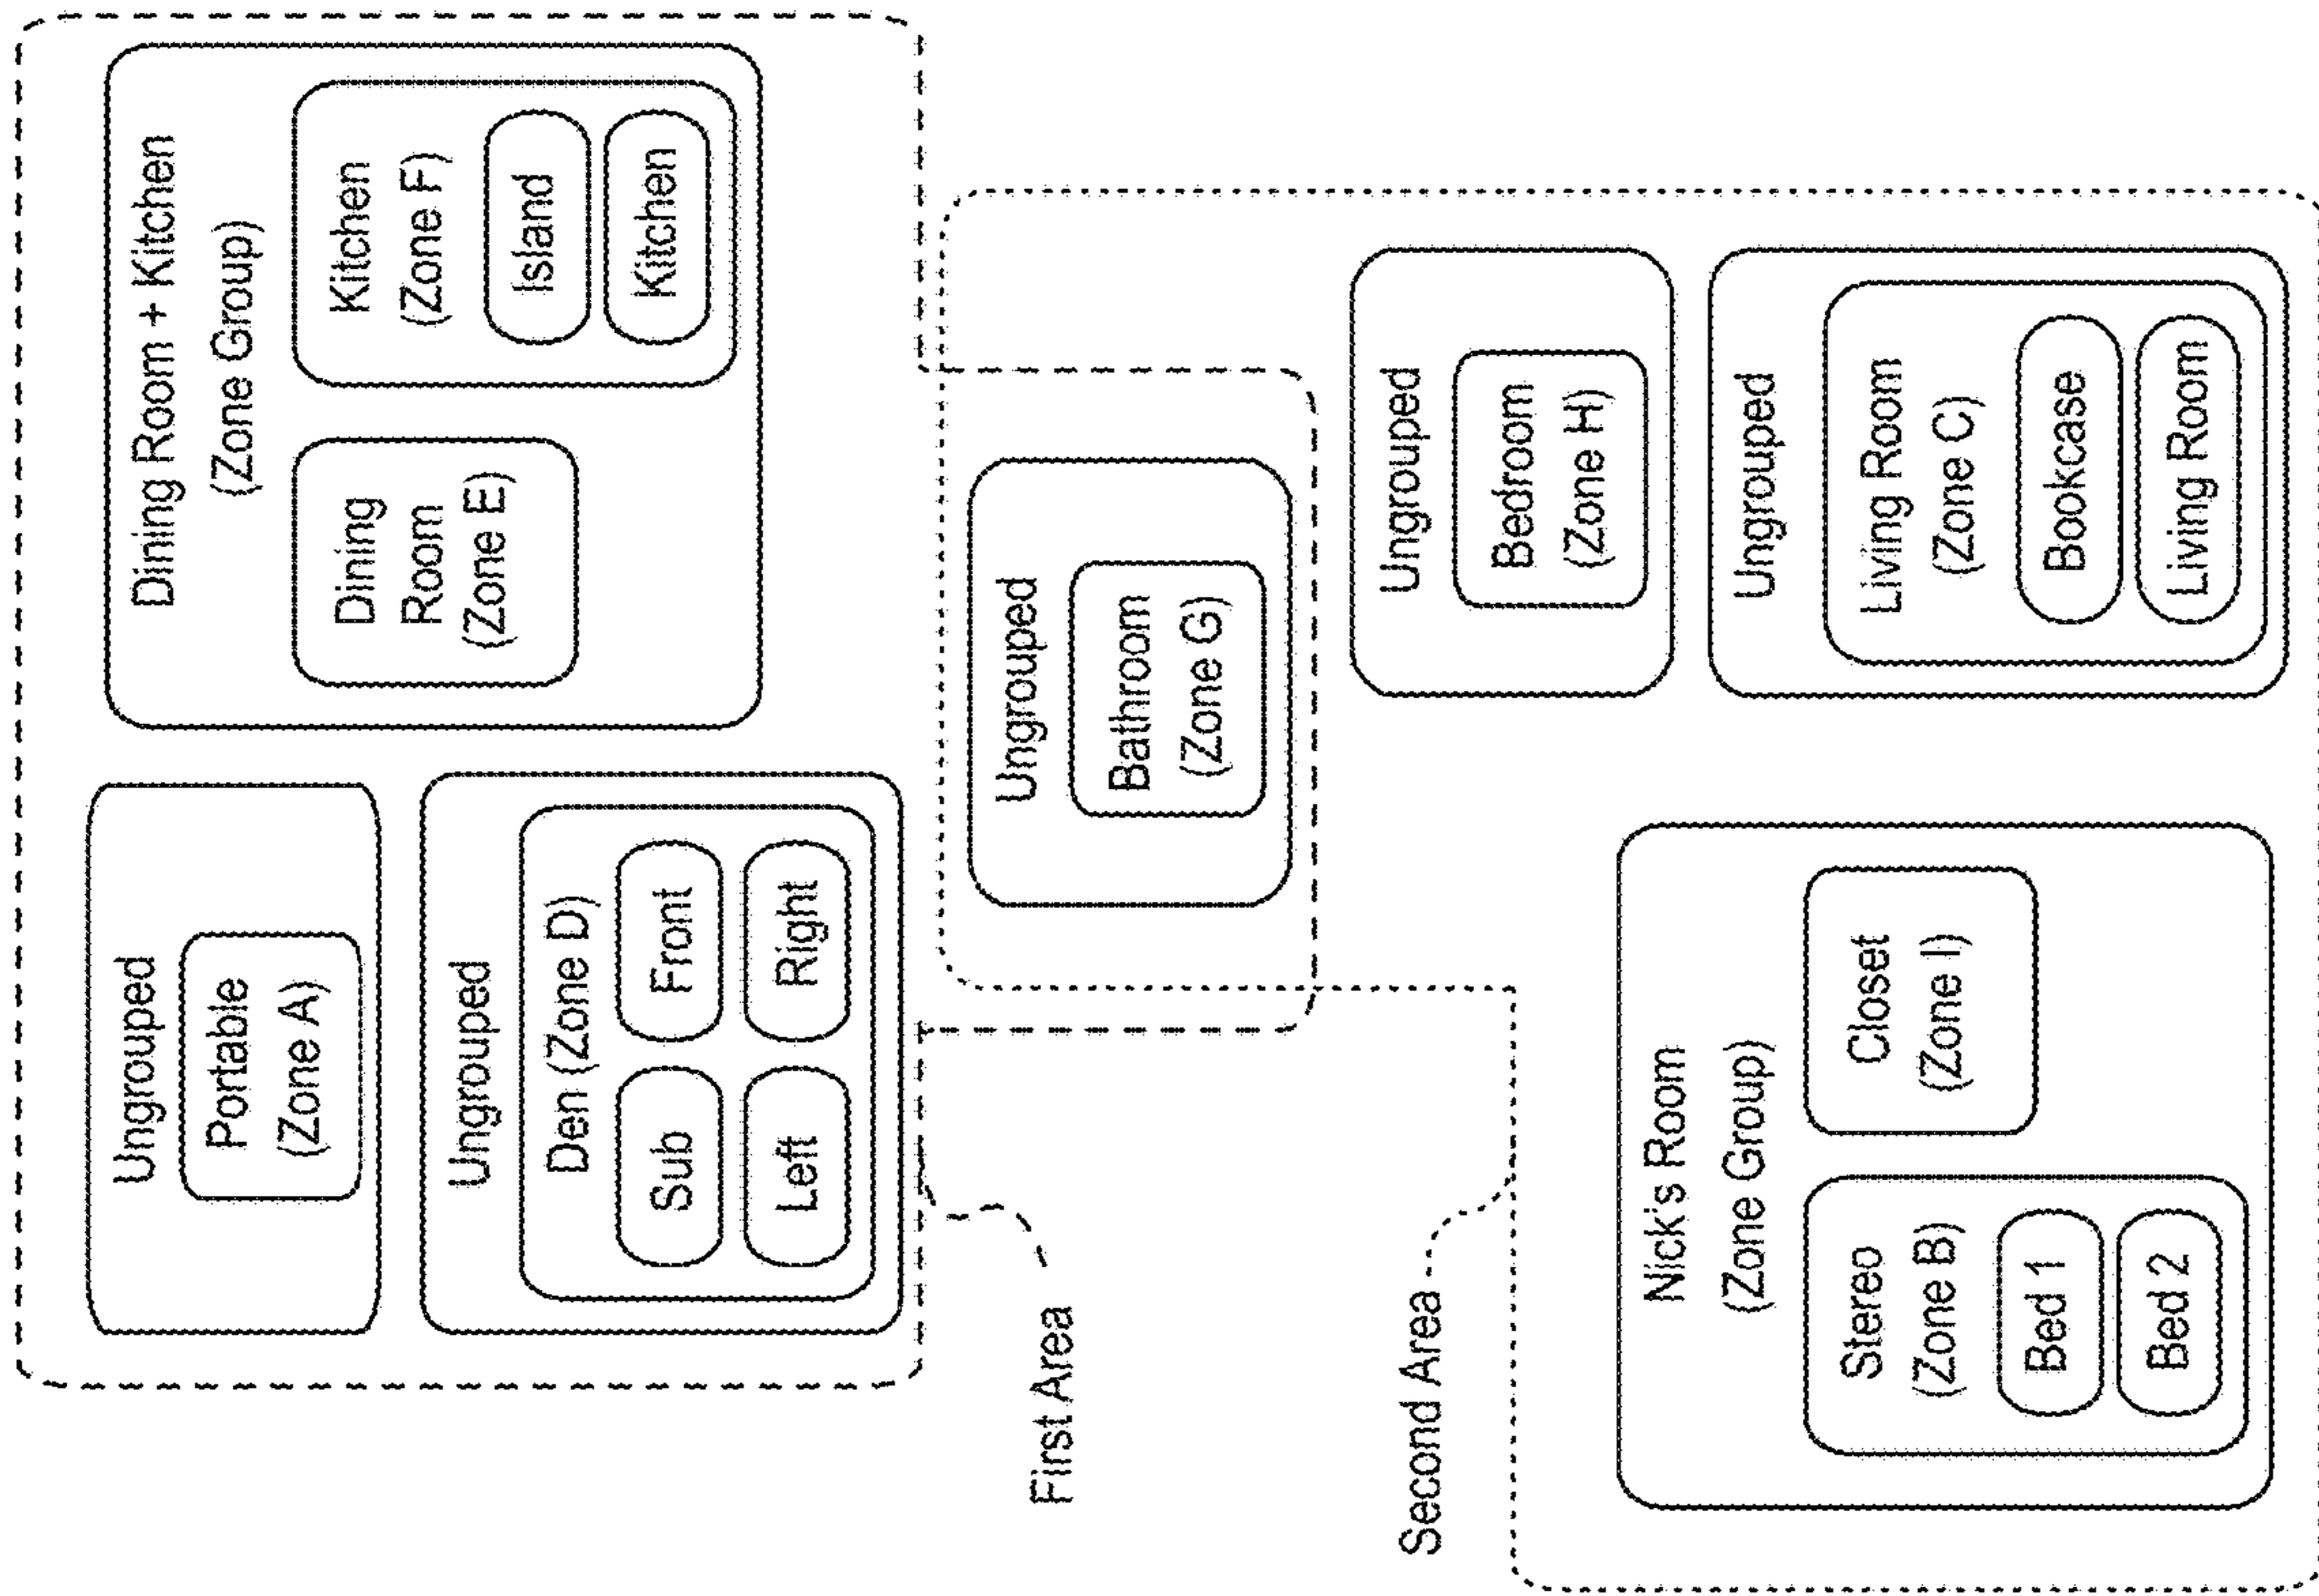 Ungrouped
Portable
(Zone A)
Ungrouped
Den (Zone D)
Sub
Front
Left
Right
Dining Room + Kitchen
(Zone Group)
Dining
Room
(Zone E)
Kitchen
(Zone F)
Island
Kitchen
First Area
Ungrouped
Bathroom
(Zone G)
Second Area
Ungrouped
Bedroom
(Zone H)
Nick's Room
(Zone Group)
Stereo
(Zone B)
Bed 1
Bed 2
Closet
(Zone I)
Ungrouped
Living Room
(Zone C)
Bookcase
Living Room